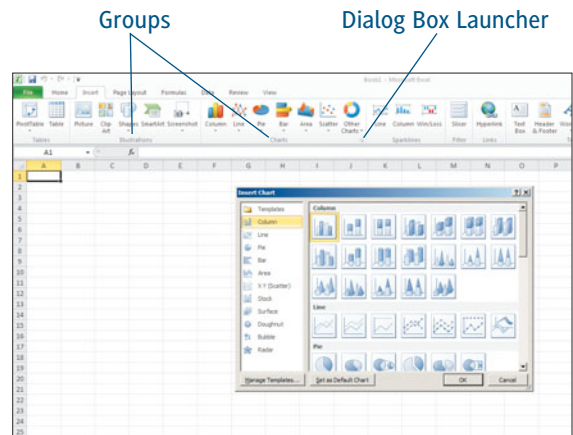 Groups Dialog Box Launcher
Book1 - Microsoft Excel
File Home Insert Page Layout Formulas Data Review View
PivotTable Table Picture Clip Art Shapes SmartArt Screenshot Column Line Pie Bar Area Scatter Other Charts Line Column Win/Loss Slicer Hyperlink Text Box Header & Footer
Tables Illustrations Charts Sparklines Filter Links
A1 fx
A B C D E F G H I J K L M N O P
1
2
3
4
5
6
7
8
9
10
11
12
13
14
15
16
17
18
19
20
21
22
23
24
25
Insert Chart
Templates
Column
Line
Pie
Bar
Area
X Y (Scatter)
Stock
Surface
Doughnut
Bubble
Radar
Column
Line
Pie
Manage Templates... Set as Default Chart OK Cancel